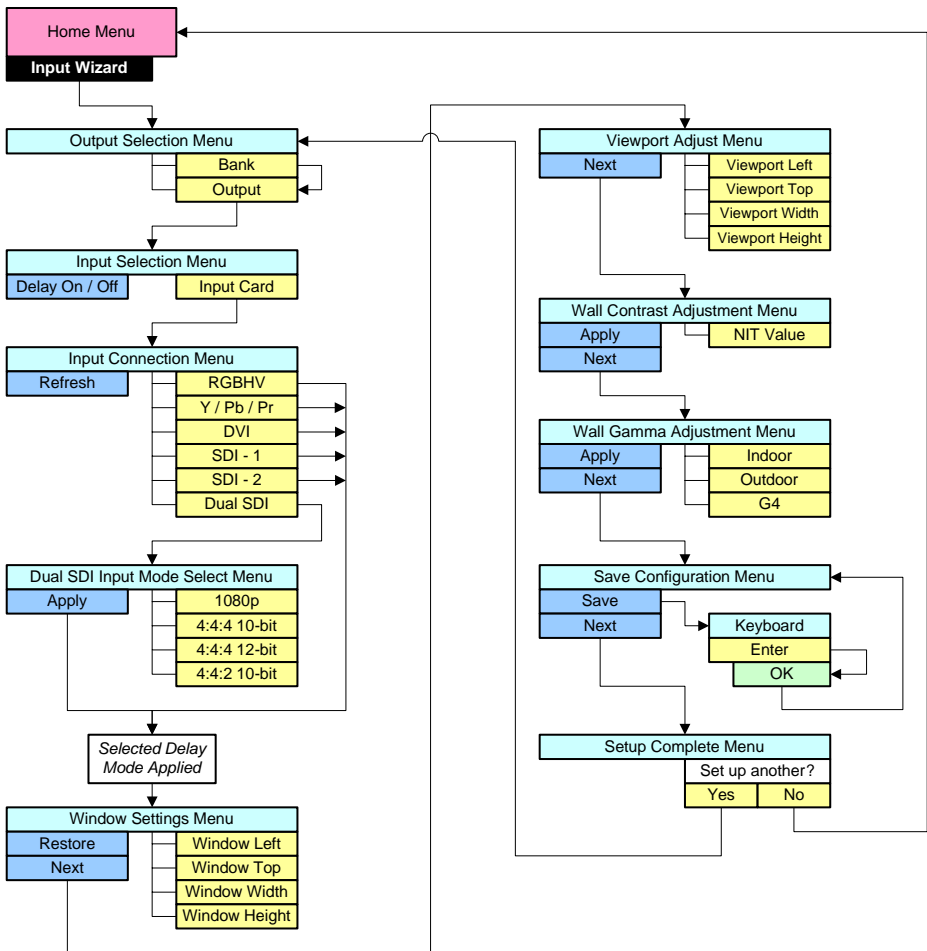 Home Menu
Input Wizard
Output Selection Menu
Bank
Output
Input Selection Menu
Delay On / Off
Input Card
Input Connection Menu
Refresh
RGBHV
Y / Pb / Pr
DVI
SDI - 1
SDI - 2
Dual SDI
Dual SDI Input Mode Select Menu
Apply
1080p
4:4:4 10-bit
4:4:4 12-bit
4:4:2 10-bit
Selected Delay
Mode Applied
Window Settings Menu
Restore
Next
Window Left
Window Top
Window Width
Window Height
Viewport Adjust Menu
Next
Viewport Left
Viewport Top
Viewport Width
Viewport Height
Wall Contrast Adjustment Menu
Apply
Next
NIT Value
Wall Gamma Adjustment Menu
Apply
Next
Indoor
Outdoor
G4
Save Configuration Menu
Save
Next
Keyboard
Enter
OK
Setup Complete Menu
Set up another?
Yes
No